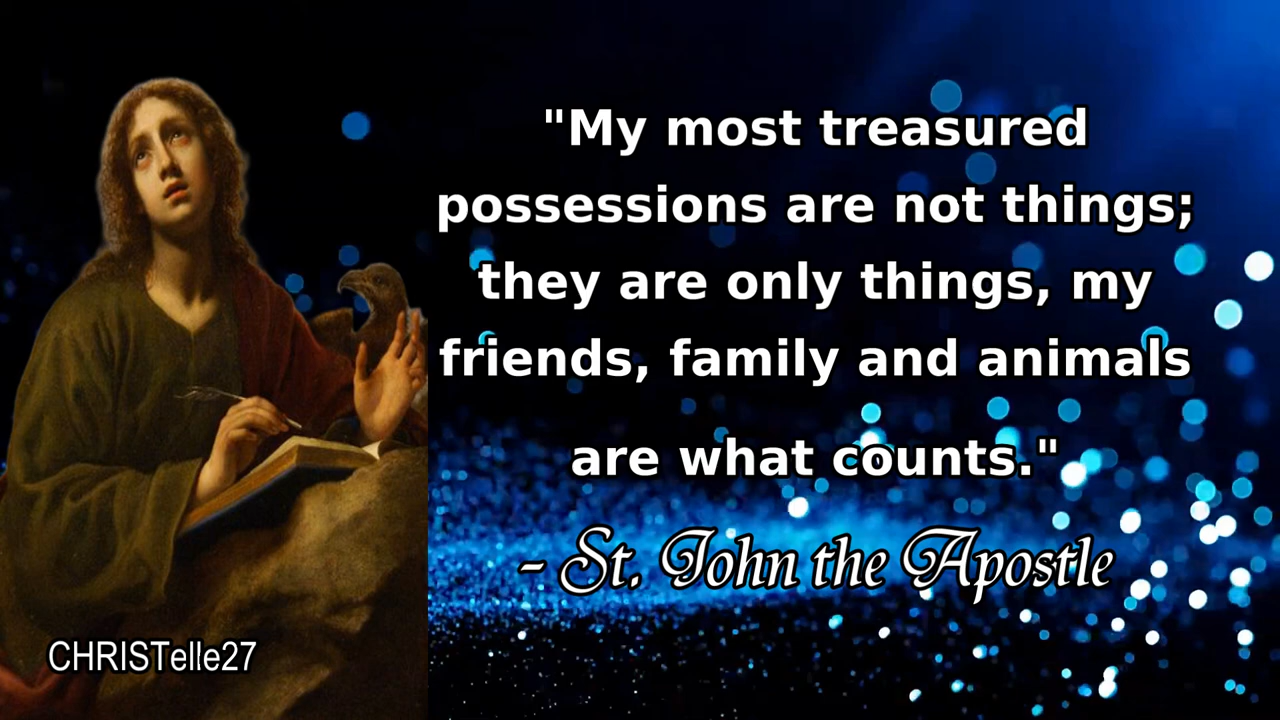 "My most treasured
possessions are not things;
they are only things, my
friends, family and animals
are what counts."
- St. John the Apostle
CHRISTelle27